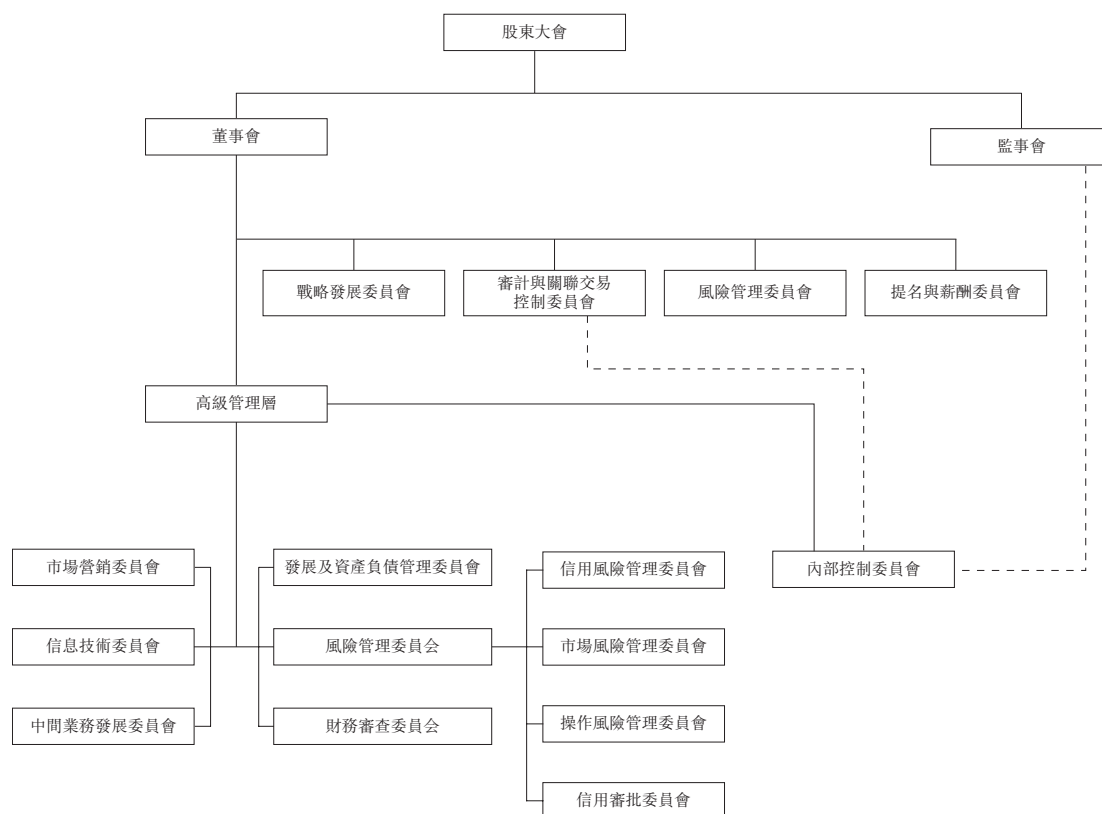 股東大會
董事會
監事會
戰略發展委員會
審計與關聯交易
控制委員會
風險管理委員會
提名與薪酬委員會
高級管理層
市場營銷委員會
發展及資產負債管理委員會
信用風險管理委員會
內部控制委員會
信息技術委員會
風險管理委員会
市場風險管理委員會
中間業務發展委員會
財務審查委員会
操作風險管理委員會
信用審批委員會